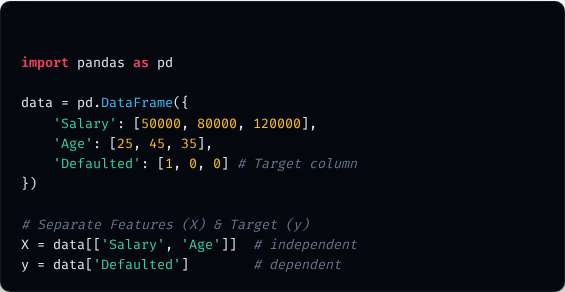 import pandas as pd
data = pd.DataFrame({
    'Salary': [50000, 80000, 120000],
    'Age': [25, 45, 35],
    'Defaulted': [1, 0, 0] # Target column
})
# Separate Features (X) & Target (y)
X = data[['Salary', 'Age']]  # independent
y = data['Defaulted']        # dependent